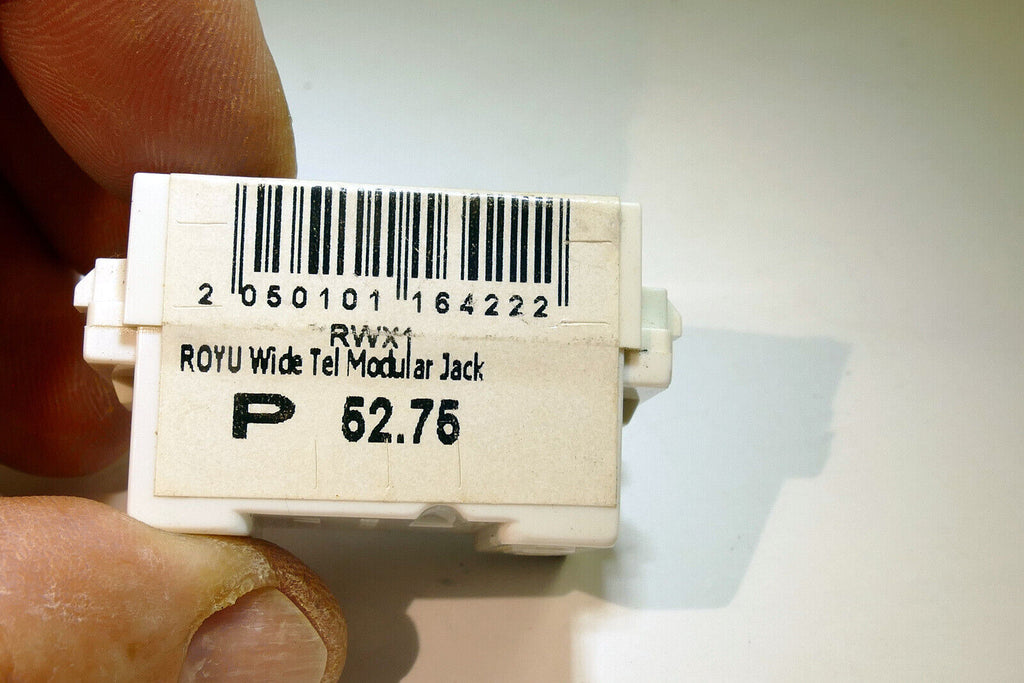 2 050101 164222
RWX1
ROYU Wide Tel Modular Jack
P 52.75